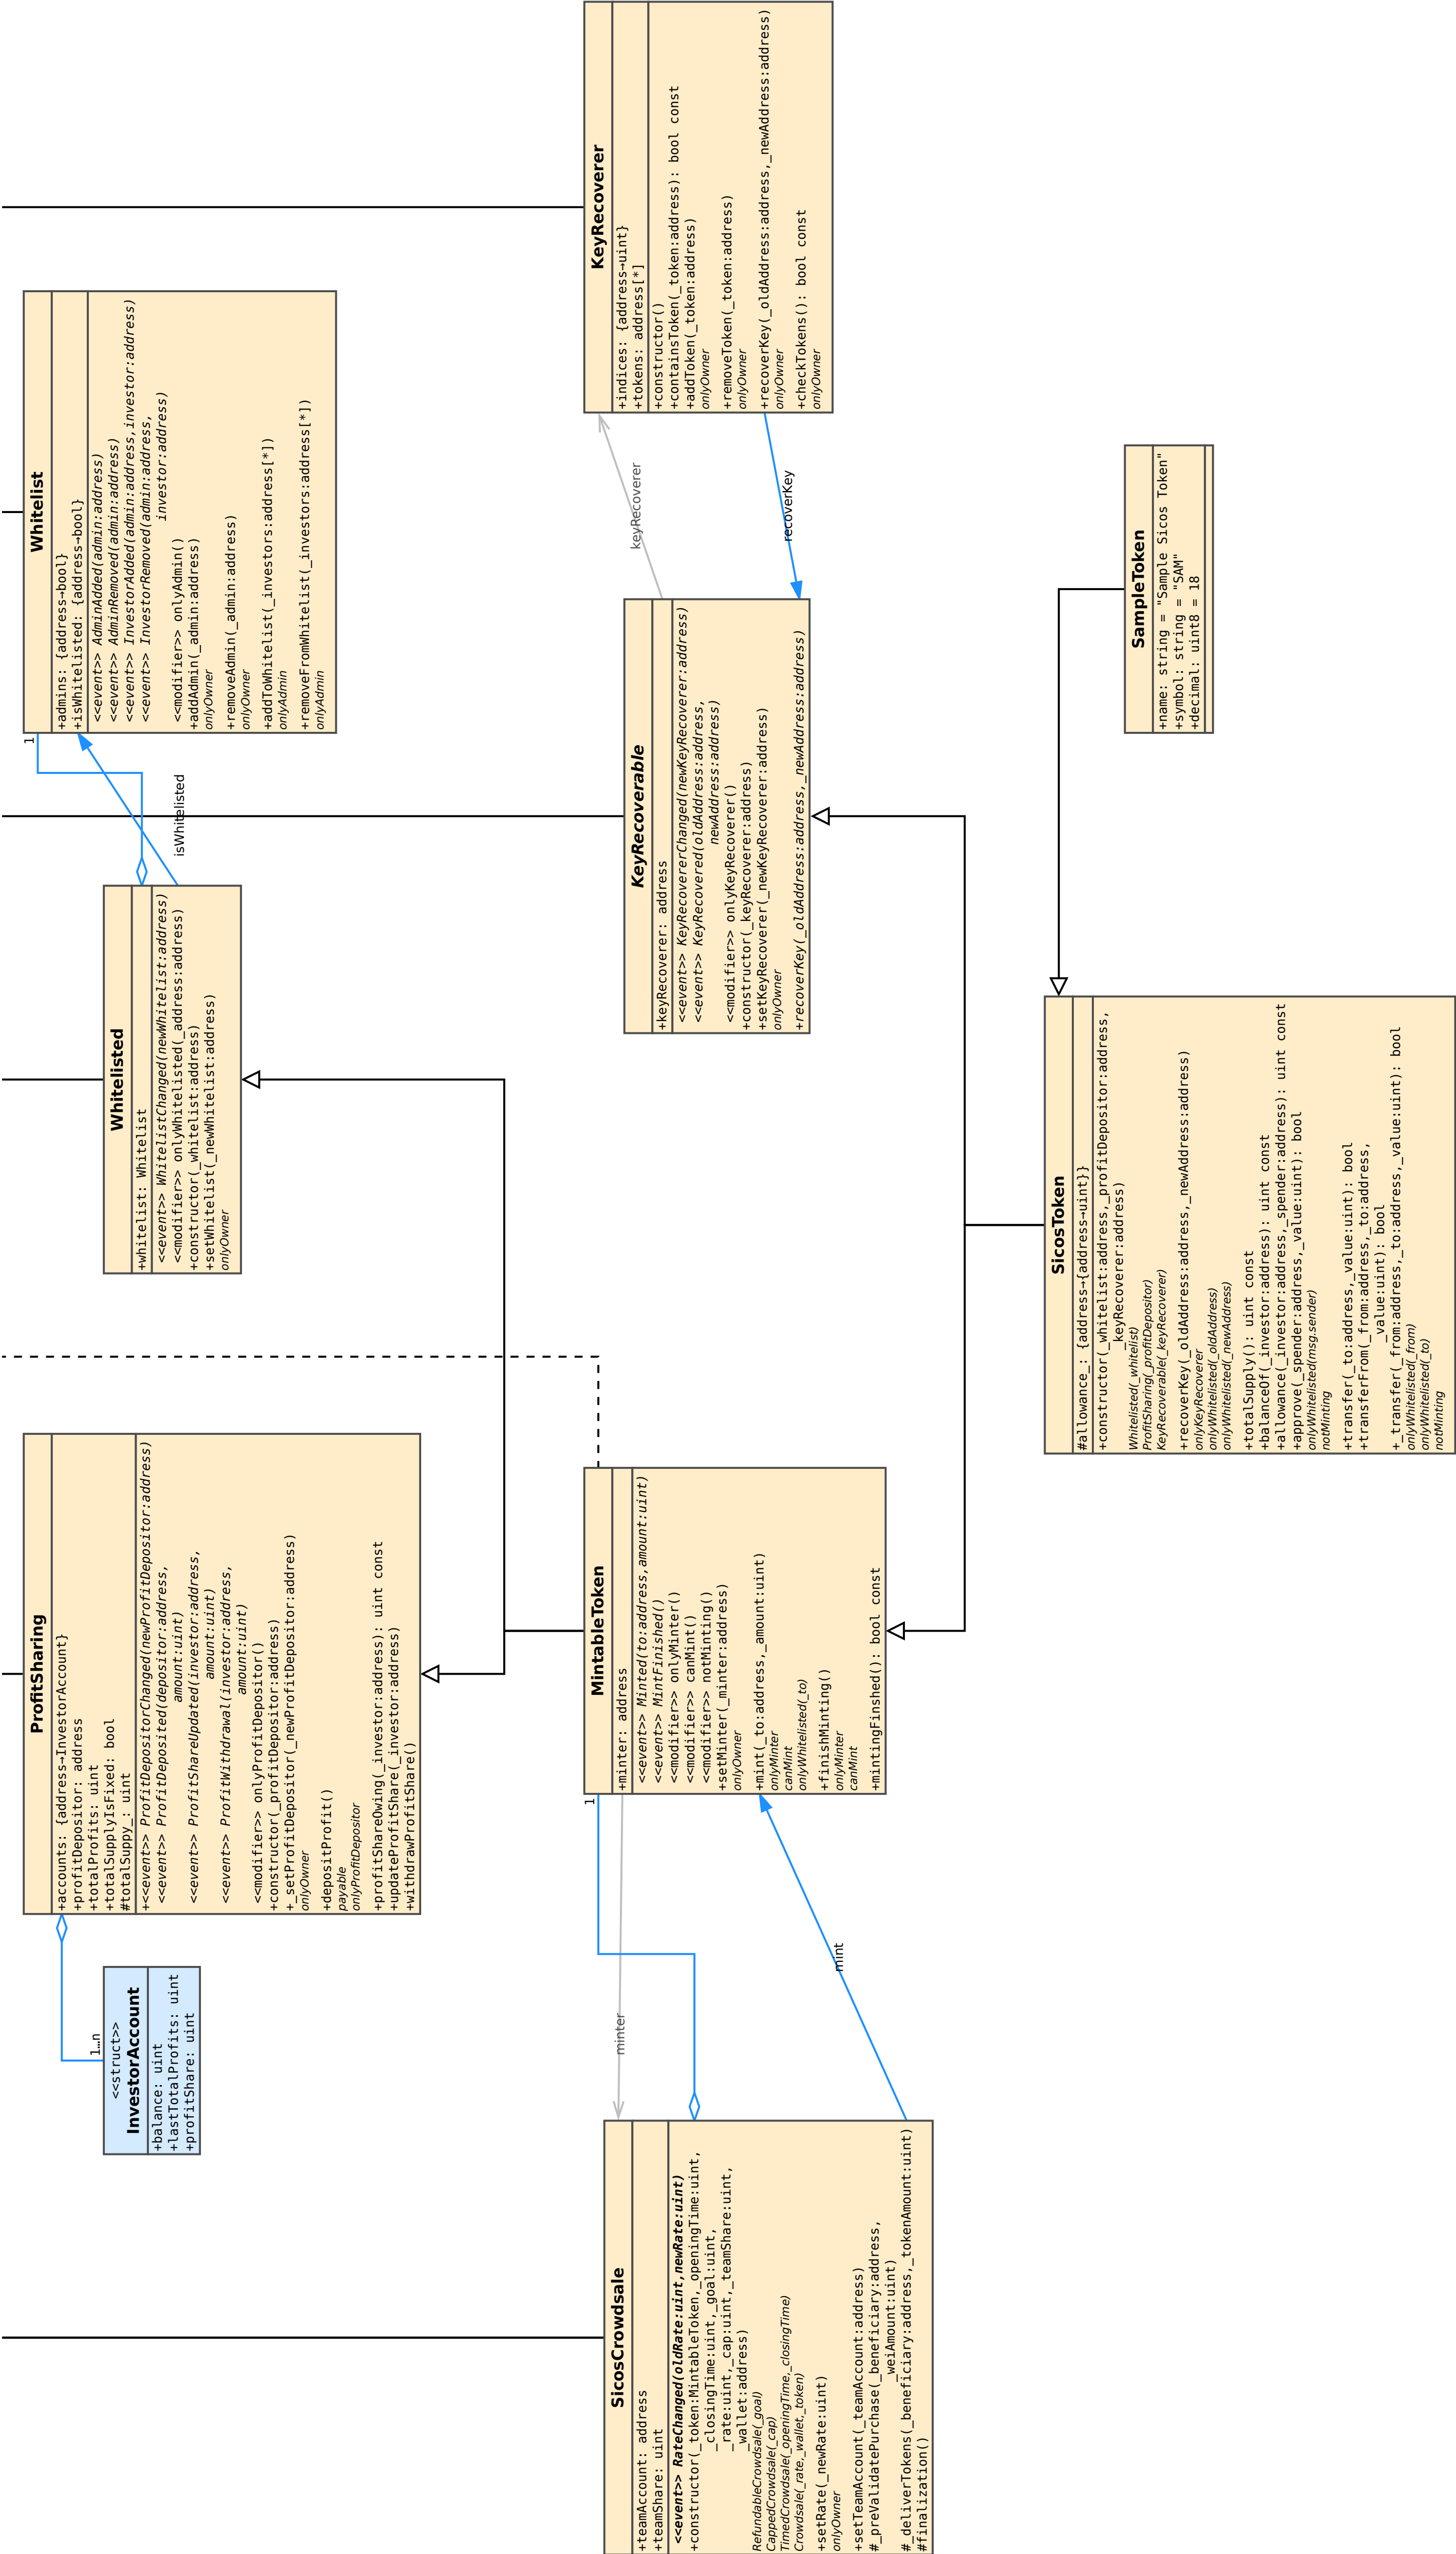 ProfitSharing
+accounts: {address→InvestorAccount}
+profitDepositor: address
+totalProfits: uint
+totalSupplyIsFixed: bool
#totalSuppy_: uint
+<<event>> ProfitDepositorChanged(newProfitDepositor:address)
<<event>> ProfitDeposited(depositor:address,
amount:uint)
<<event>> ProfitShareUpdated(investor:address,
amount:uint)
<<event>> ProfitWithdrawal(investor:address,
amount:uint)
<<modifier>> onlyProfitDepositor()
+constructor(_profitDepositor:address)
+_setProfitDepositor(_newProfitDepositor:address)
onlyOwner
+depositProfit()
payable
onlyProfitDepositor
+profitShareOwing(_investor:address): uint const
+updateProfitShare(_investor:address)
+withdrawProfitShare()
1…n
<<struct>>
InvestorAccount
+balance: uint
+lastTotalProfits: uint
+profitShare: uint
Whitelisted
+whitelist: Whitelist
<<event>> WhitelistChanged(newWhitelist:address)
<<modifier>> onlyWhitelisted(_address:address)
+constructor(_whitelist:address)
+setWhitelist(_newWhitelist:address)
onlyOwner
isWhitelisted
1
Whitelist
+admins: {address→bool}
+isWhitelisted: {address→bool}
<<event>> AdminAdded(admin:address)
<<event>> AdminRemoved(admin:address)
<<event>> InvestorAdded(admin:address,investor:address)
<<event>> InvestorRemoved(admin:address,
investor:address)
<<modifier>> onlyAdmin()
+addAdmin(_admin:address)
onlyOwner
+removeAdmin(_admin:address)
onlyOwner
+addToWhitelist(_investors:address[*])
onlyAdmin
+removeFromWhitelist(_investors:address[*])
onlyAdmin
SicosCrowdsale
+teamAccount: address
+teamShare: uint
<<event>> RateChanged(oldRate:uint,newRate:uint)
+constructor(_token:MintableToken,_openingTime:uint,
_closingTime:uint,_goal:uint,
_rate:uint,_cap:uint,_teamShare:uint,
_wallet:address)
RefundableCrowdsale(_goal)
CappedCrowdsale(_cap)
TimedCrowdsale(_openingTime,_closingTime)
Crowdsale(_rate,_wallet,_token)
+setRate(_newRate:uint)
onlyOwner
+setTeamAccount(_teamAccount:address)
#_preValidatePurchase(_beneficiary:address,
_weiAmount:uint)
#_deliverTokens(_beneficiary:address,_tokenAmount:uint)
#finalization()
minter
mint
1
MintableToken
+minter: address
<<event>> Minted(to:address,amount:uint)
<<event>> MintFinished()
<<modifier>> onlyMinter()
<<modifier>> canMint()
<<modifier>> notMinting()
+setMinter(_minter:address)
onlyOwner
+mint(_to:address,_amount:uint)
onlyMinter
canMint
onlyWhitelisted(_to)
+finishMinting()
onlyMinter
canMint
+mintingFinished(): bool const
KeyRecoverable
+keyRecoverer: address
<<event>> KeyRecovererChanged(newKeyRecoverer:address)
<<event>> KeyRecovered(oldAddress:address,
newAddress:address)
<<modifier>> onlyKeyRecoverer()
+constructor(_keyRecoverer:address)
+setKeyRecoverer(_newKeyRecoverer:address)
onlyOwner
+recoverKey(_oldAddress:address,_newAddress:address)
keyRecoverer
recoverKey
KeyRecoverer
+indices: {address→uint}
+tokens: address[*]
+constructor()
+containsToken(_token:address): bool const
+addToken(_token:address)
onlyOwner
+removeToken(_token:address)
onlyOwner
+recoverKey(_oldAddress:address,_newAddress:address)
onlyOwner
+checkTokens(): bool const
onlyOwner
SicosToken
#allowance_: {address→{address→uint}}
+constructor(_whitelist:address,_profitDepositor:address,
_keyRecoverer:address)
Whitelisted(_whitelist)
ProfitSharing(_profitDepositor)
KeyRecoverable(_keyRecoverer)
+recoverKey(_oldAddress:address,_newAddress:address)
onlyKeyRecoverer
onlyWhitelisted(_oldAddress)
onlyWhitelisted(_newAddress)
+totalSupply(): uint const
+balanceOf(_investor:address): uint const
+allowance(_investor:address,_spender:address): uint const
+approve(_spender:address,_value:uint): bool
onlyWhitelisted(msg.sender)
notMinting
+transfer(_to:address,_value:uint): bool
+transferFrom(_from:address,_to:address,
_value:uint): bool
+_transfer(_from:address,_to:address,_value:uint): bool
onlyWhitelisted(_from)
onlyWhitelisted(_to)
notMinting
SampleToken
+name: string = "Sample Sicos Token"
+symbol: string = "SAM"
+decimal: uint8 = 18